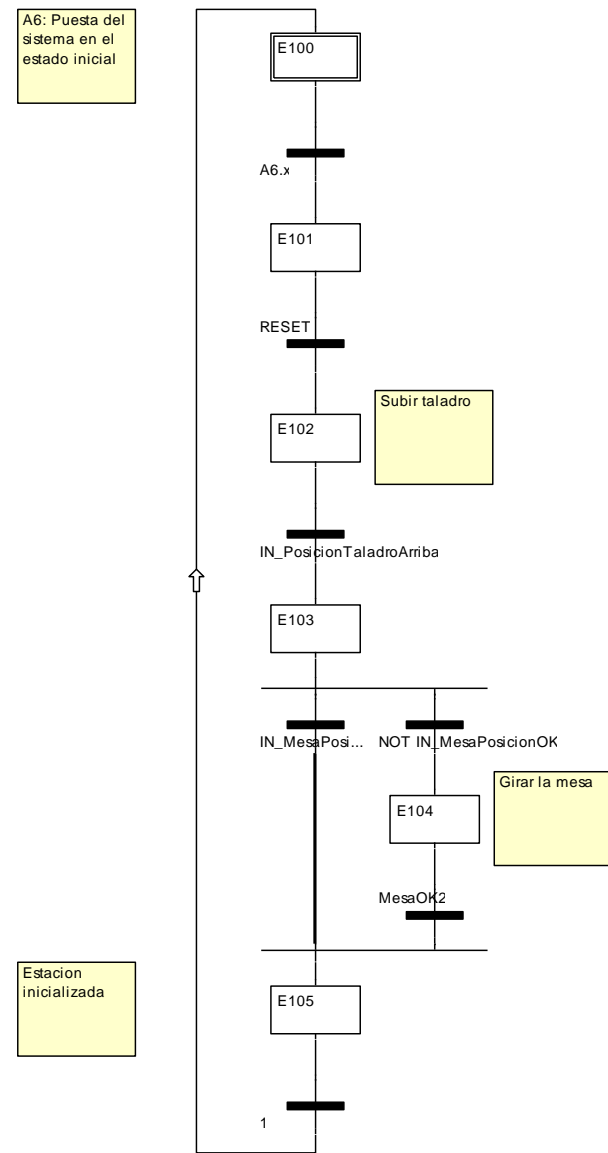 A6: Puesta del
sistema en el
estado inicial
E100
A6.x
E101
RESET
E102
Subir taladro
IN_PosicionTaladroArriba
E103
IN_MesaPosi...
NOT IN_MesaPosicionOK
E104
Girar la mesa
MesaOK2
Estacion
inicializada
E105
1